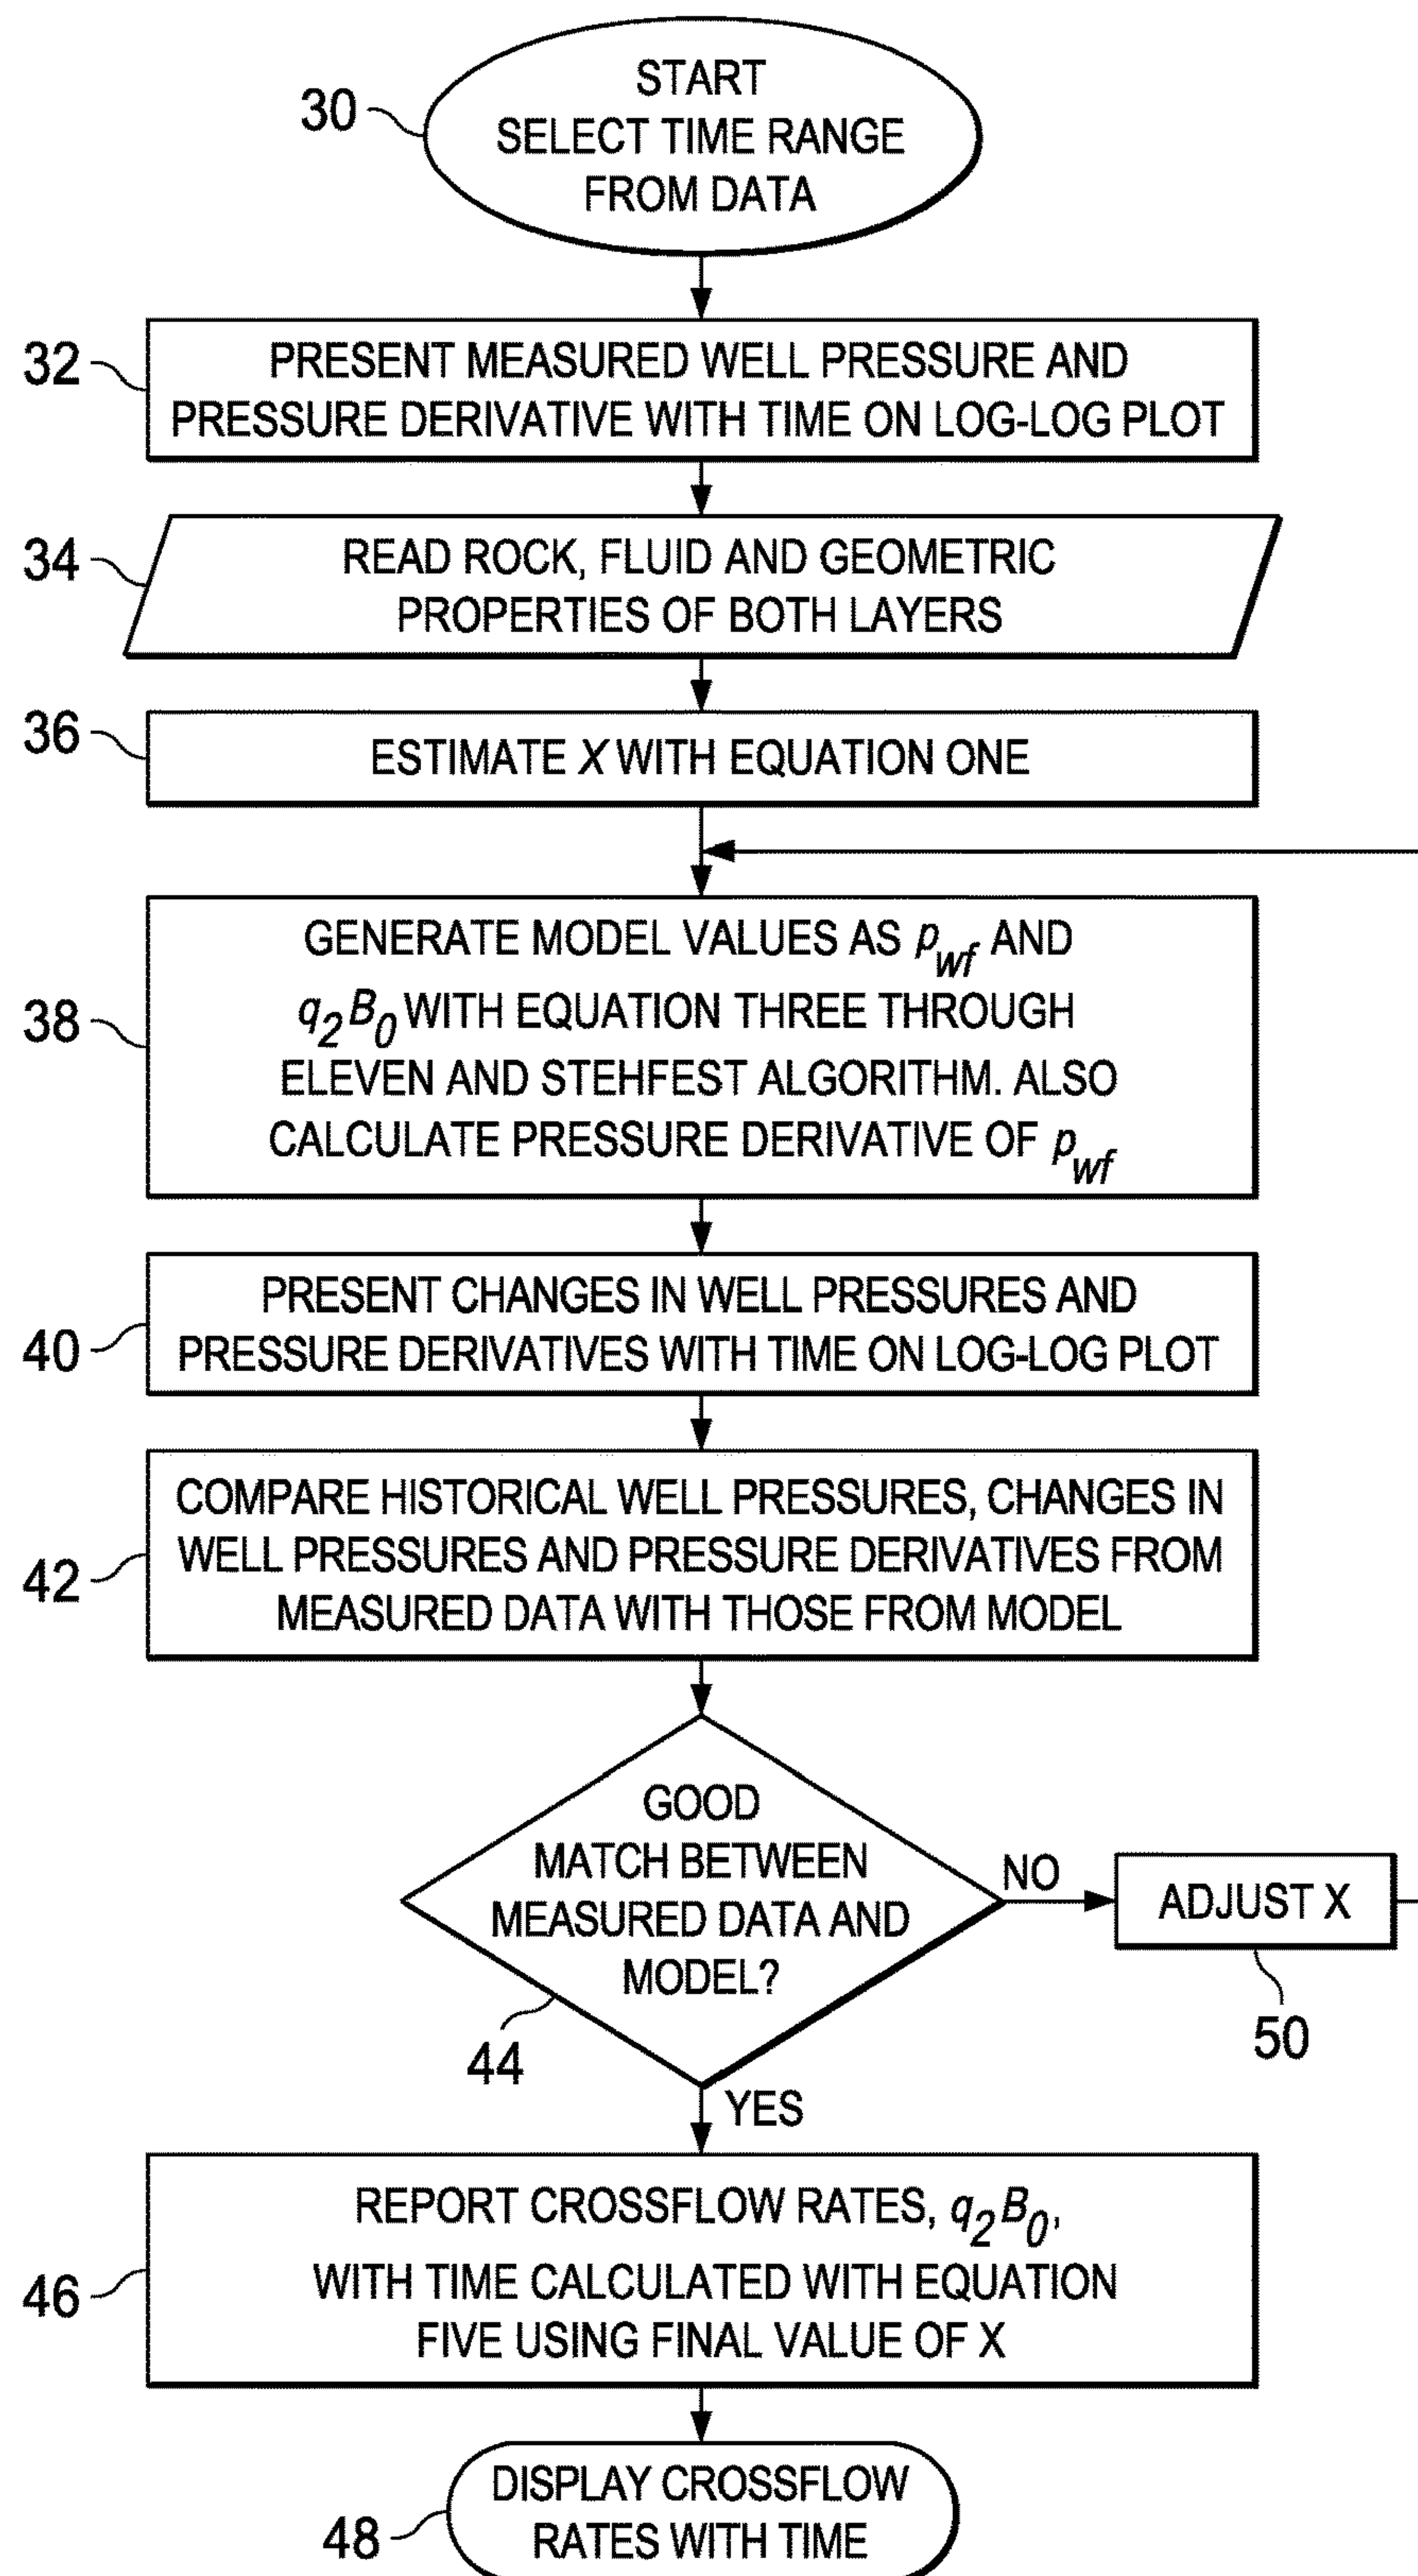 START
SELECT TIME RANGE
FROM DATA
30
32
PRESENT MEASURED WELL PRESSURE AND
PRESSURE DERIVATIVE WITH TIME ON LOG-LOG PLOT
34
READ ROCK, FLUID AND GEOMETRIC
PROPERTIES OF BOTH LAYERS
36
ESTIMATE X WITH EQUATION ONE
38
GENERATE MODEL VALUES AS p_wf AND
q_2 B_0 WITH EQUATION THREE THROUGH
ELEVEN AND STEHFEST ALGORITHM. ALSO
CALCULATE PRESSURE DERIVATIVE OF p_wf
40
PRESENT CHANGES IN WELL PRESSURES AND
PRESSURE DERIVATIVES WITH TIME ON LOG-LOG PLOT
42
COMPARE HISTORICAL WELL PRESSURES, CHANGES IN
WELL PRESSURES AND PRESSURE DERIVATIVES FROM
MEASURED DATA WITH THOSE FROM MODEL
GOOD
MATCH BETWEEN
MEASURED DATA AND
MODEL?
44
NO
ADJUST X
50
YES
46
REPORT CROSSFLOW RATES, q_2 B_0,
WITH TIME CALCULATED WITH EQUATION
FIVE USING FINAL VALUE OF X
48
DISPLAY CROSSFLOW
RATES WITH TIME